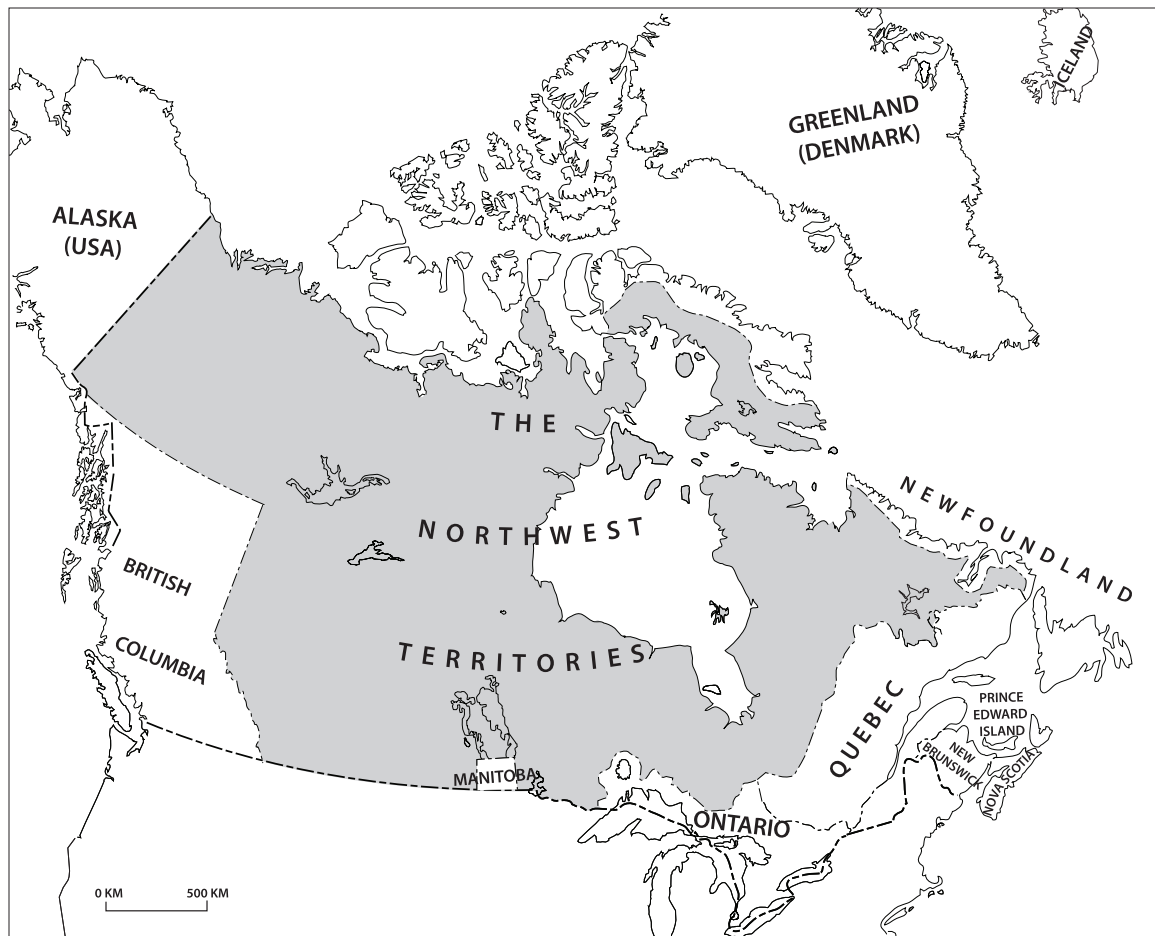 ICELAND
GREENLAND
(DENMARK)
ALASKA
(USA)
THE
NORTHWEST
TERRITORIES
NEWFOUNDLAND
BRITISH
COLUMBIA
MANITOBA
ONTARIO
QUEBEC
PRINCE
EDWARD
ISLAND
NEW
BRUNSWICK
NOVA SCOTIA
0 KM 500 KM